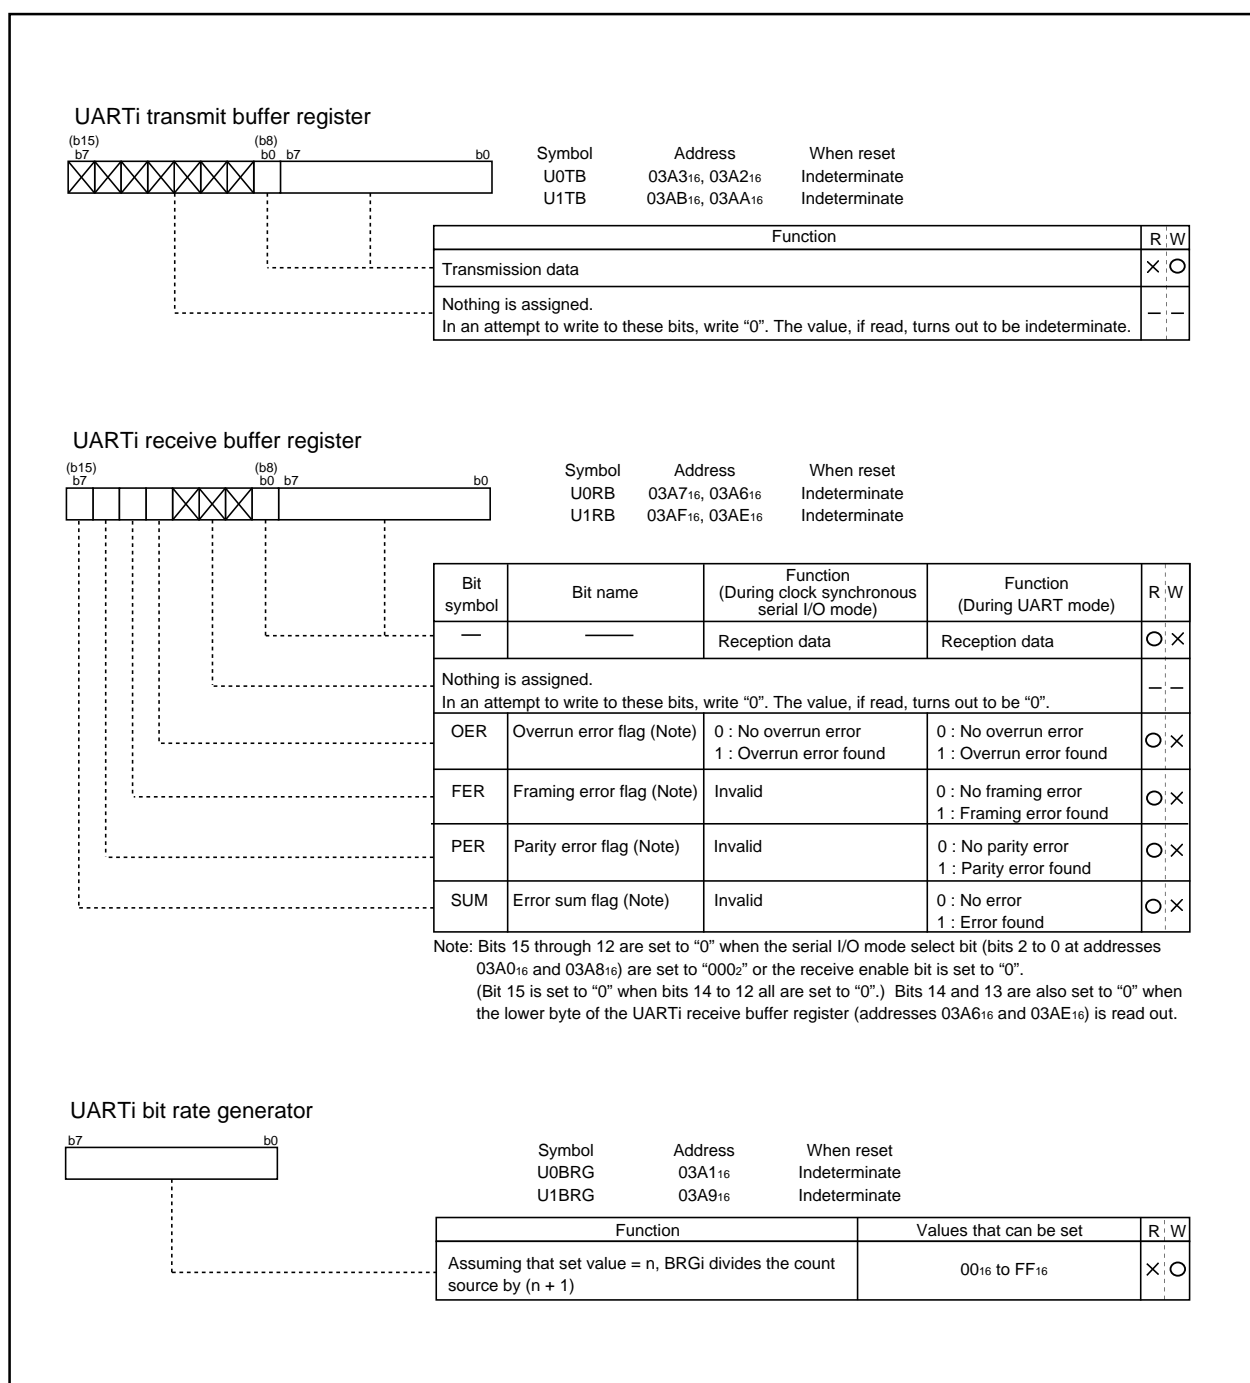 UARTi transmit buffer register
(b15) (b8)
b7 b0 b7 b0
Symbol Address When reset
U0TB 03A3₁₆, 03A2₁₆ Indeterminate
U1TB 03AB₁₆, 03AA₁₆ Indeterminate
Function R W
Transmission data × ○
Nothing is assigned.
In an attempt to write to these bits, write “0”. The value, if read, turns out to be indeterminate. – –
UARTi receive buffer register
(b15) (b8)
b7 b0 b7 b0
Symbol Address When reset
U0RB 03A7₁₆, 03A6₁₆ Indeterminate
U1RB 03AF₁₆, 03AE₁₆ Indeterminate
Bit symbol Bit name Function (During clock synchronous serial I/O mode) Function (During UART mode) R W
— — Reception data Reception data ○ ×
Nothing is assigned.
In an attempt to write to these bits, write “0”. The value, if read, turns out to be “0”. – –
OER Overrun error flag (Note) 0 : No overrun error 0 : No overrun error ○ ×
1 : Overrun error found 1 : Overrun error found
FER Framing error flag (Note) Invalid 0 : No framing error ○ ×
1 : Framing error found
PER Parity error flag (Note) Invalid 0 : No parity error ○ ×
1 : Parity error found
SUM Error sum flag (Note) Invalid 0 : No error ○ ×
1 : Error found
Note: Bits 15 through 12 are set to “0” when the serial I/O mode select bit (bits 2 to 0 at addresses
03A0₁₆ and 03A8₁₆) are set to “000₂” or the receive enable bit is set to “0”.
(Bit 15 is set to “0” when bits 14 to 12 all are set to “0”.) Bits 14 and 13 are also set to “0” when
the lower byte of the UARTi receive buffer register (addresses 03A6₁₆ and 03AE₁₆) is read out.
UARTi bit rate generator
b7 b0
Symbol Address When reset
U0BRG 03A1₁₆ Indeterminate
U1BRG 03A9₁₆ Indeterminate
Function Values that can be set R W
Assuming that set value = n, BRGi divides the count
source by (n + 1) 00₁₆ to FF₁₆ × ○